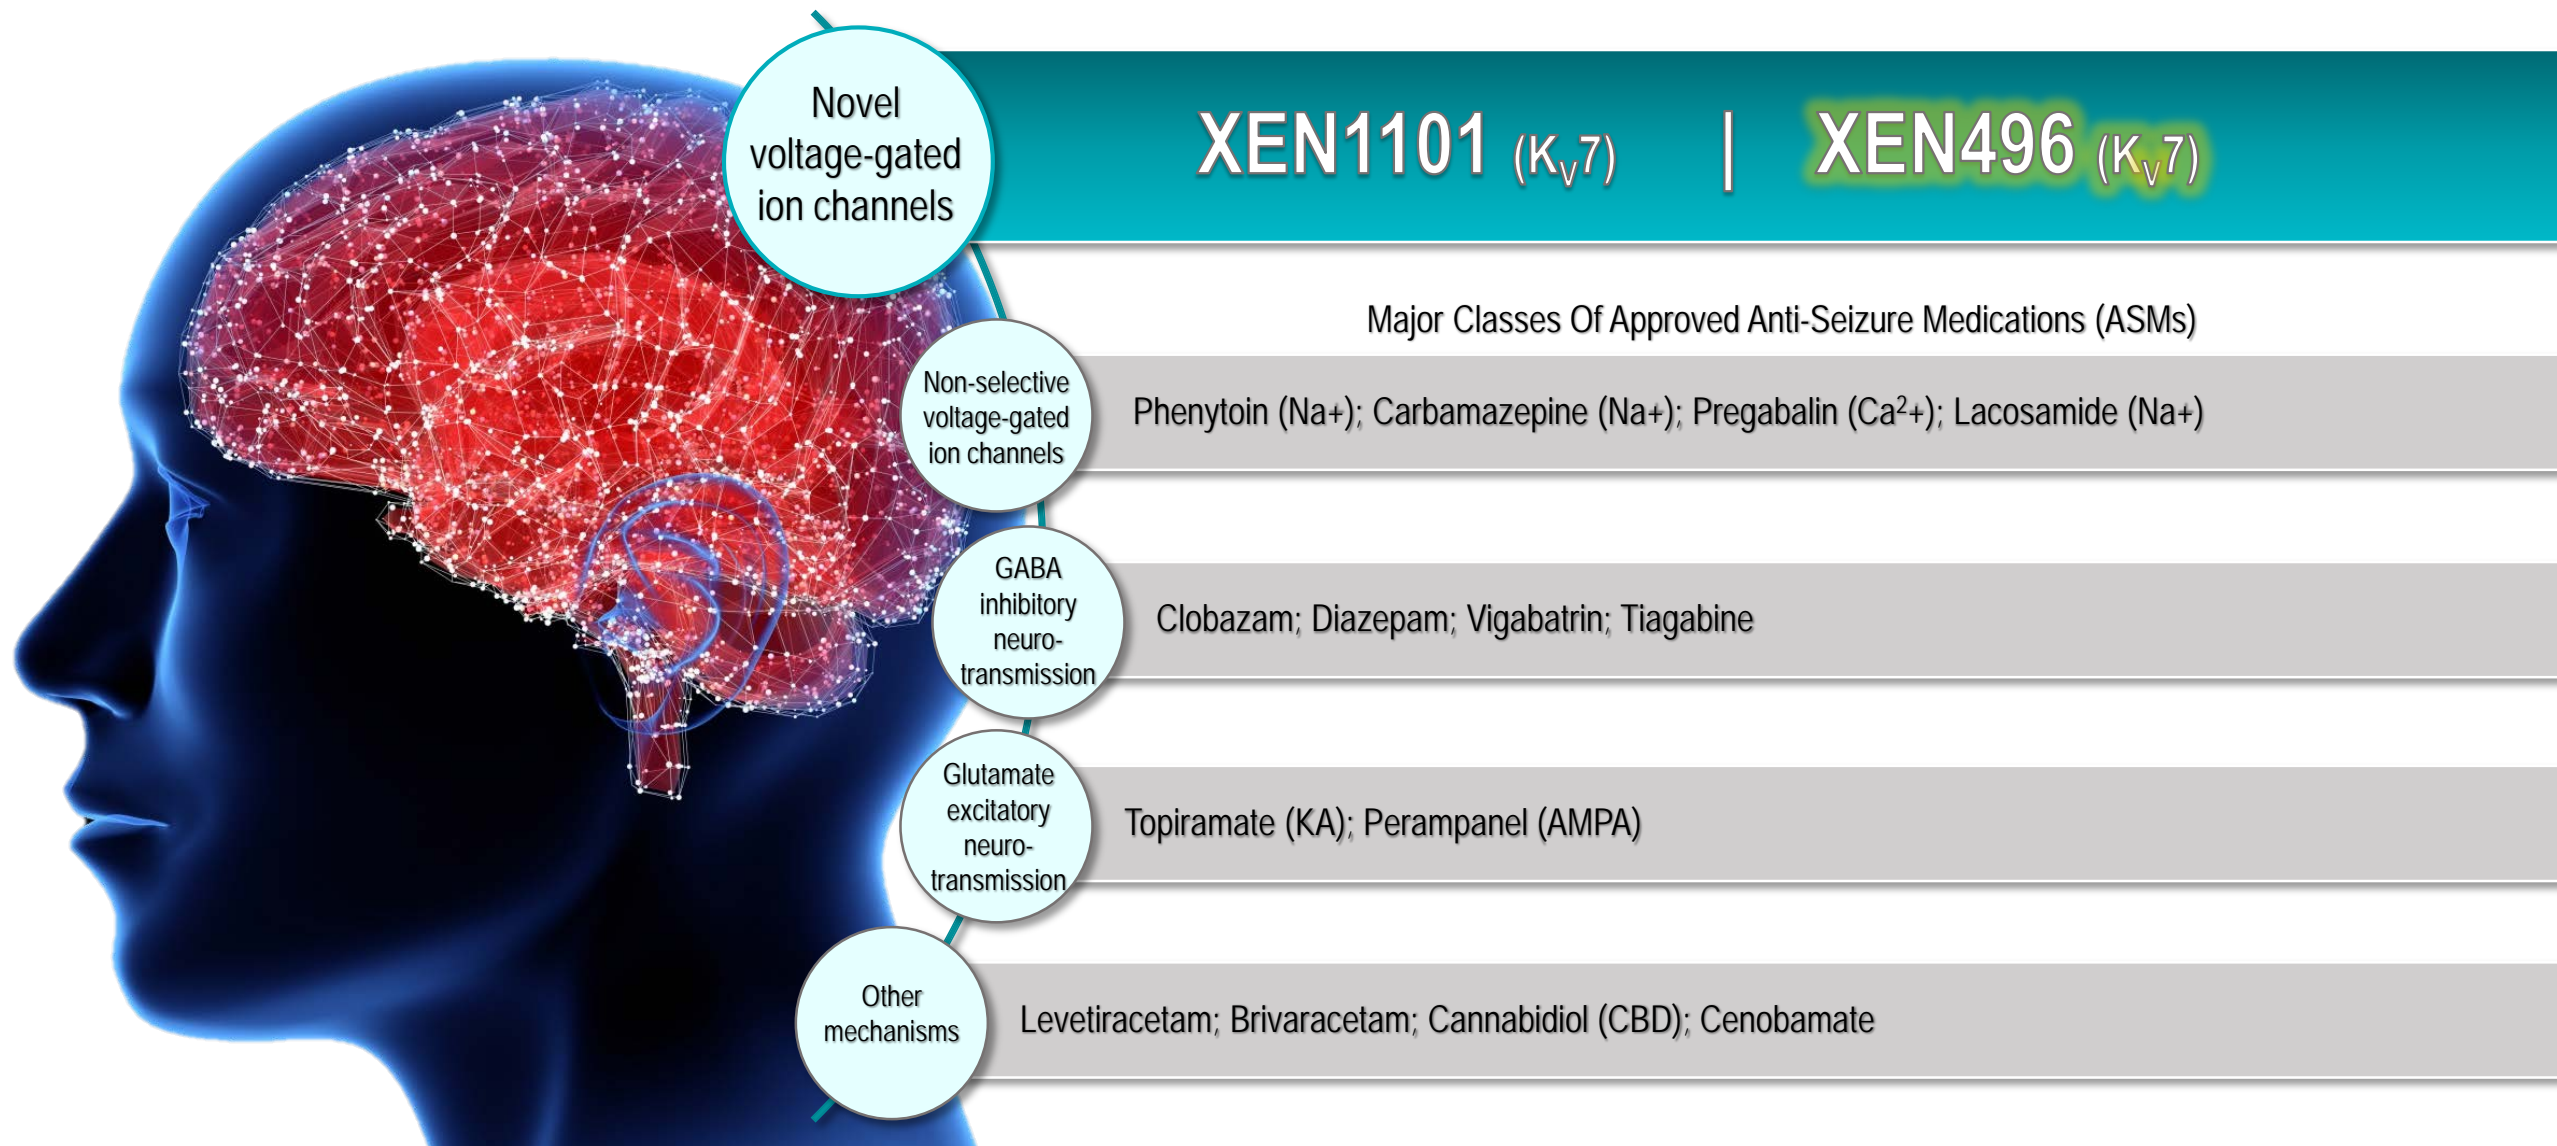 Novel
voltage-gated
ion channels
XEN1101 (Kᵥ7) | XEN496 (Kᵥ7)
Major Classes Of Approved Anti-Seizure Medications (ASMs)
Non-selective
voltage-gated
ion channels
Phenytoin (Na+); Carbamazepine (Na+); Pregabalin (Ca²+); Lacosamide (Na+)
GABA
inhibitory
neuro-
transmission
Clobazam; Diazepam; Vigabatrin; Tiagabine
Glutamate
excitatory
neuro-
transmission
Topiramate (KA); Perampanel (AMPA)
Other
mechanisms
Levetiracetam; Brivaracetam; Cannabidiol (CBD); Cenobamate